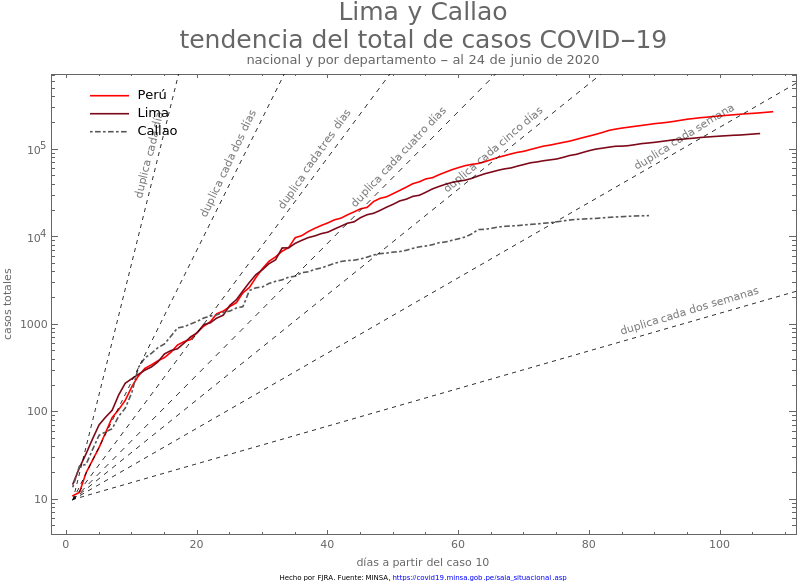 Lima y Callao
tendencia del total de casos COVID−19
nacional y por departamento − al 24 de junio de 2020
Perú
Lima
Callao
duplica cada día
duplica cada dos días
duplica cadatres días
duplica cada cuatro días
duplica cada cinco días
duplica cada semana
duplica cada dos semanas
casos totales
10⁵
10⁴
1000
100
10
0 20 40 60 80 100
días a partir del caso 10
Hecho por FJRA. Fuente: MINSA, https://covid19.minsa.gob.pe/sala_situacional.asp